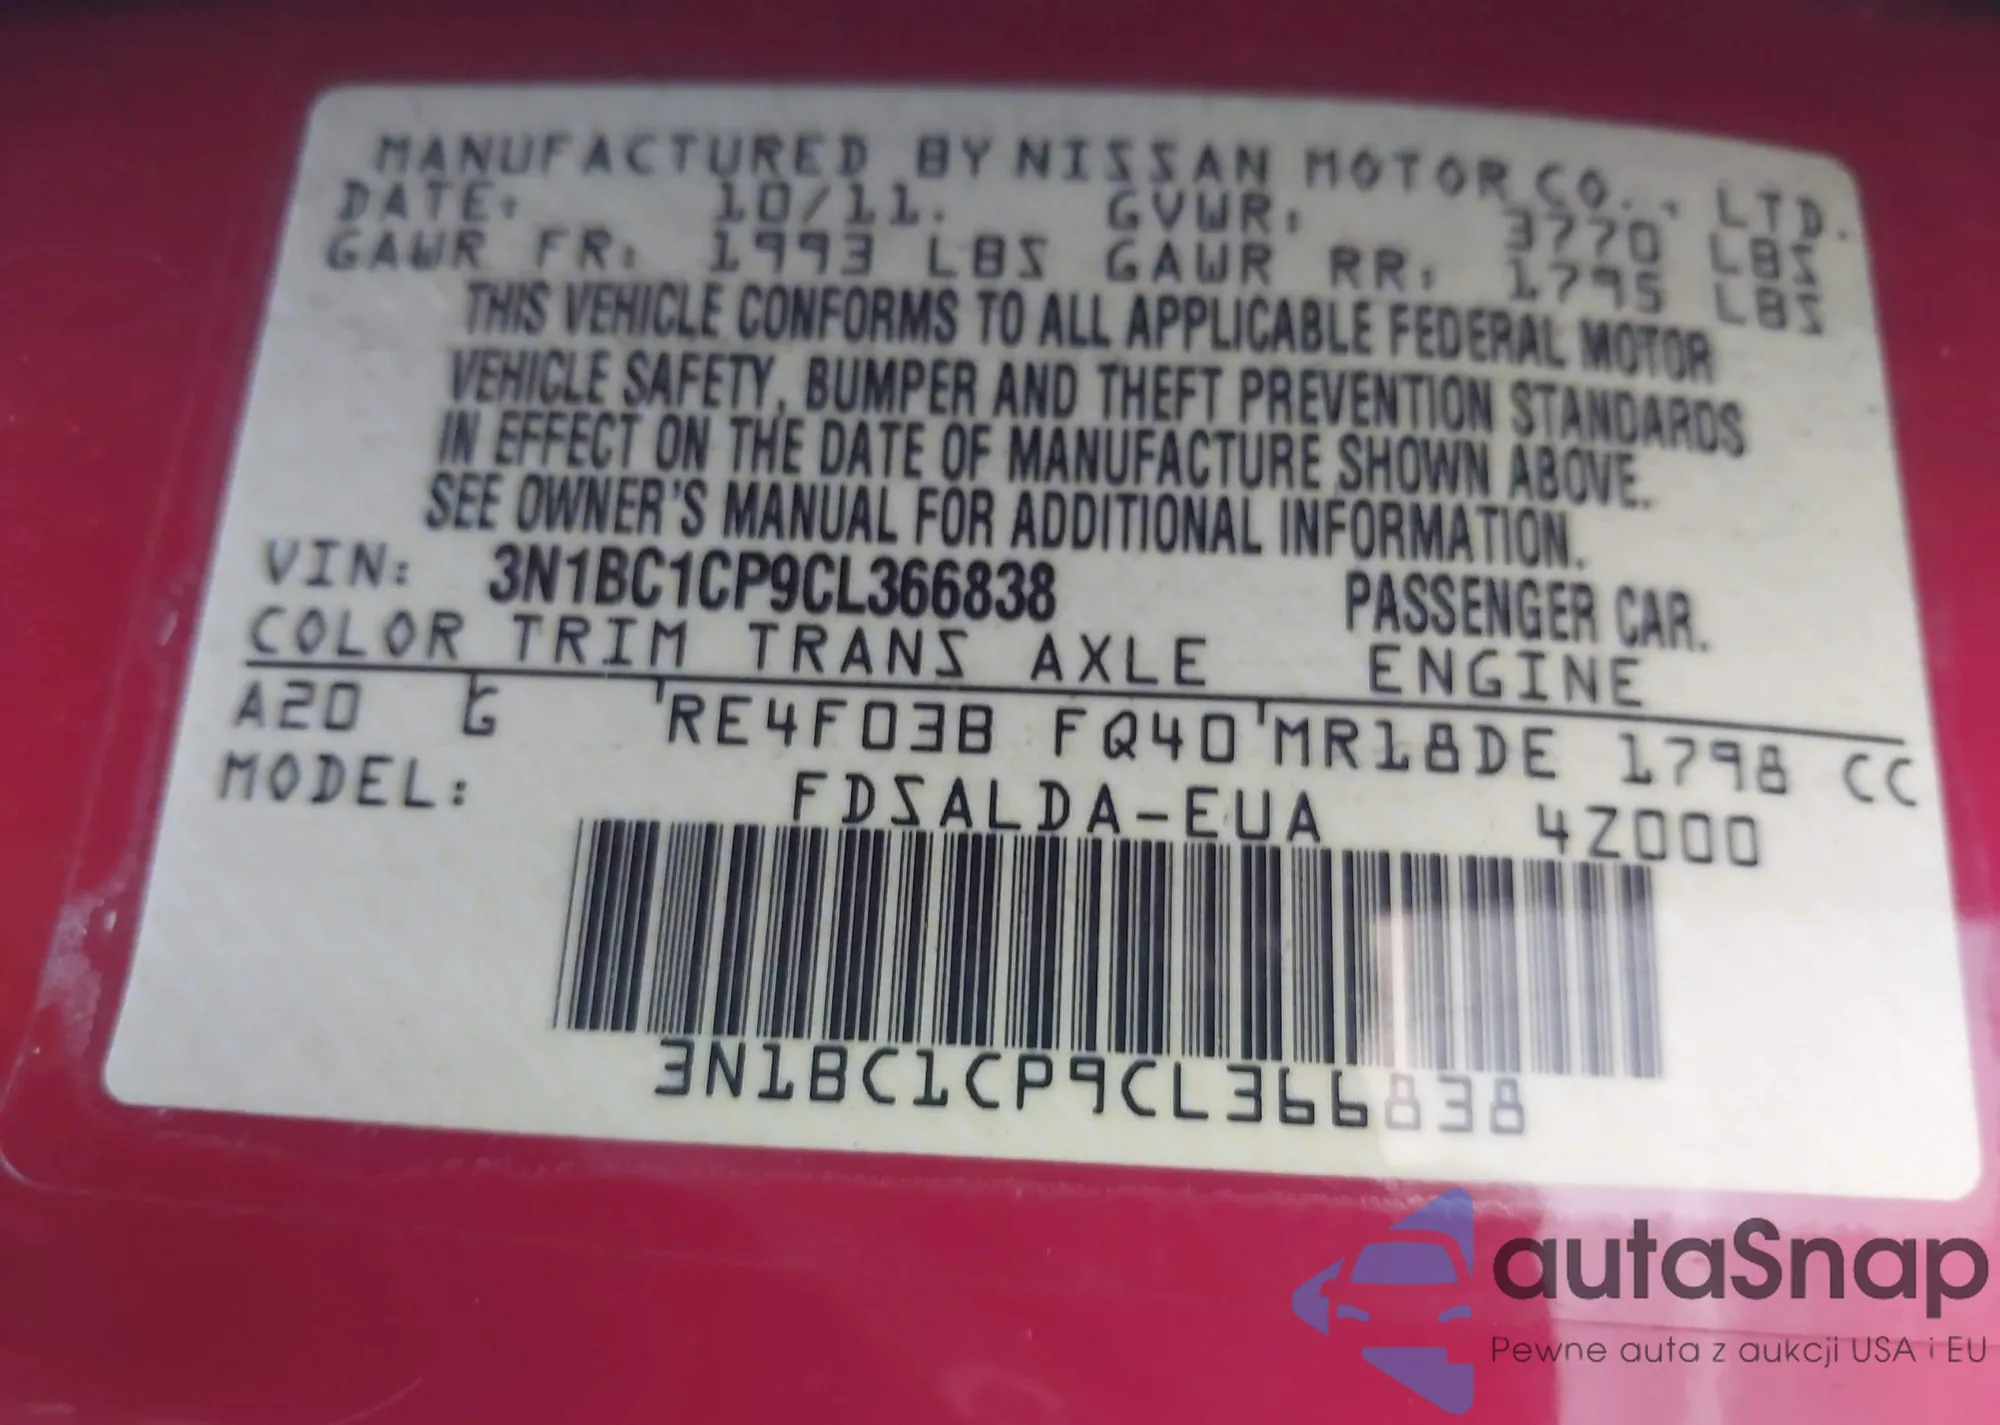 MANUFACTURED BY NISSAN MOTOR CO., LTD.
DATE: 10/11. GVWR: 3770 LBS
GAWR FR: 1993 LBS GAWR RR: 1795 LBS
THIS VEHICLE CONFORMS TO ALL APPLICABLE FEDERAL MOTOR
VEHICLE SAFETY, BUMPER AND THEFT PREVENTION STANDARDS
IN EFFECT ON THE DATE OF MANUFACTURE SHOWN ABOVE.
SEE OWNER'S MANUAL FOR ADDITIONAL INFORMATION.
VIN: 3N1BC1CP9CL366838 PASSENGER CAR.
COLOR TRIM TRANS AXLE ENGINE
A20 G RE4F03B FQ40 MR18DE 1798 CC
MODEL: FDSALDA-EUA 4Z000
3N1BC1CP9CL366838
autaSnap
Pewne auta z aukcji USA i EU